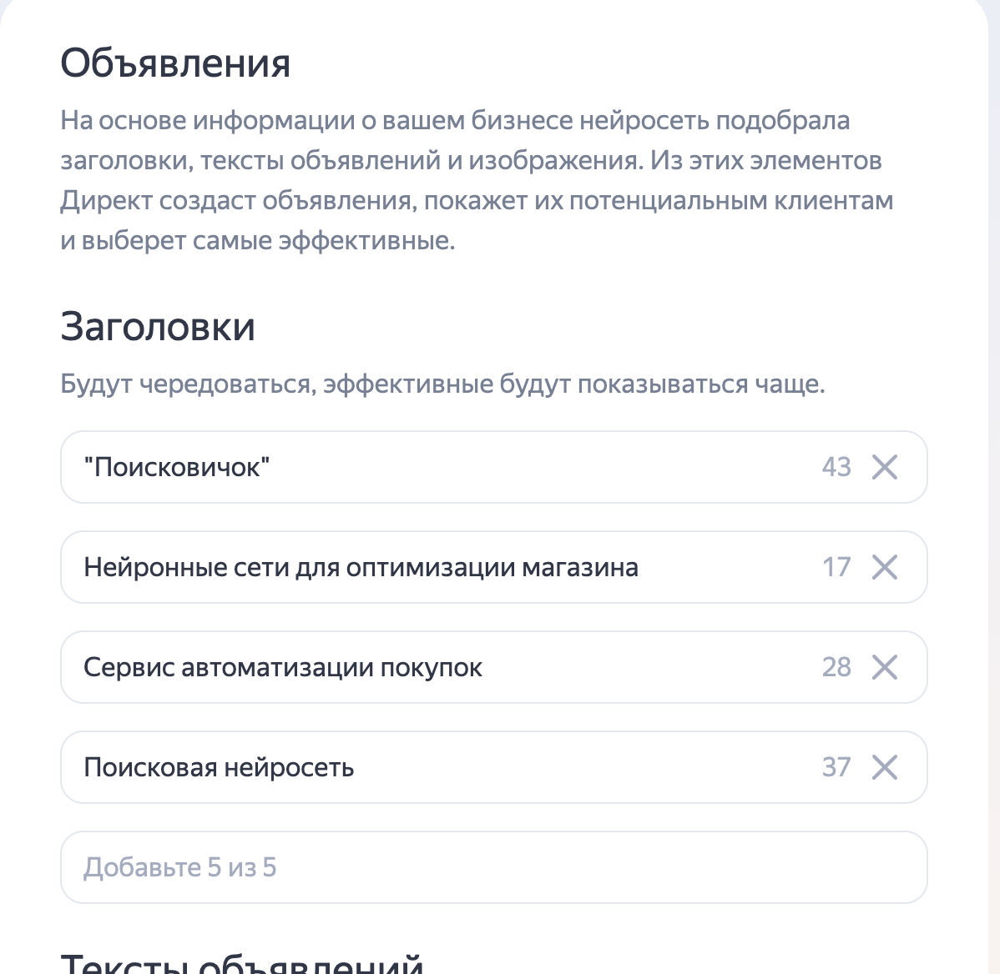 Объявления
На основе информации о вашем бизнесе нейросеть подобрала
заголовки, тексты объявлений и изображения. Из этих элементов
Директ создаст объявления, покажет их потенциальным клиентам
и выберет самые эффективные.
Заголовки
Будут чередоваться, эффективные будут показываться чаще.
"Поисковичок" 43
Нейронные сети для оптимизации магазина 17
Сервис автоматизации покупок 28
Поисковая нейросеть 37
Добавьте 5 из 5
Тексты объявлений